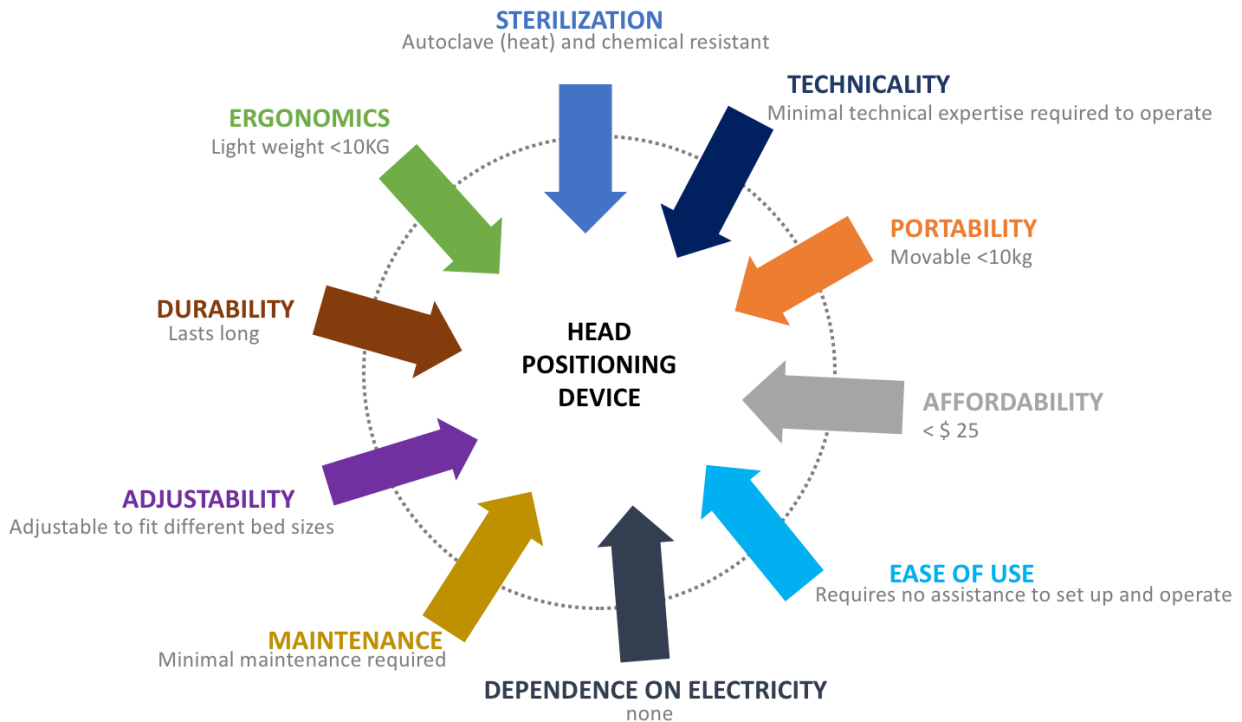 STERILIZATION
Autoclave (heat) and chemical resistant
TECHNICALITY
Minimal technical expertise required to operate
ERGONOMICS
Light weight <10KG
PORTABILITY
Movable <10kg
DURABILITY
Lasts long
HEAD
POSITIONING
DEVICE
AFFORDABILITY
< $ 25
ADJUSTABILITY
Adjustable to fit different bed sizes
EASE OF USE
Requires no assistance to set up and operate
MAINTENANCE
Minimal maintenance required
DEPENDENCE ON ELECTRICITY
none